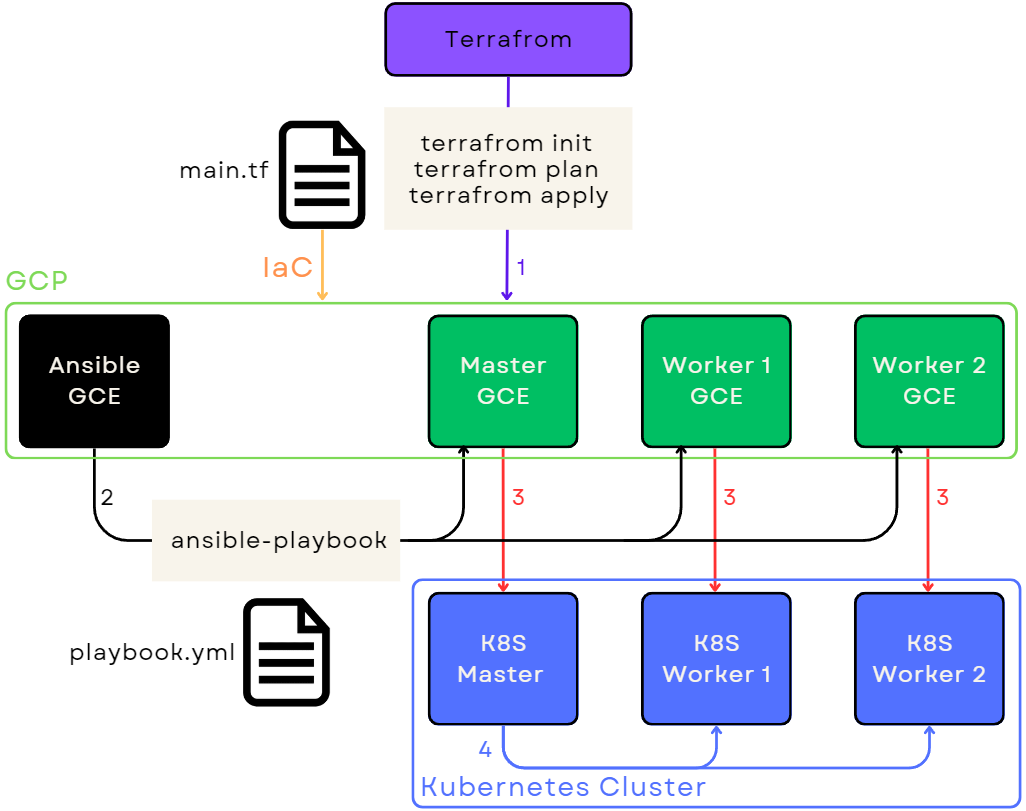 Terrafrom
terrafrom init
terrafrom plan
terrafrom apply
main.tf
IaC
1
GCP
Ansible
GCE
Master
GCE
Worker 1
GCE
Worker 2
GCE
2
3
3
3
ansible-playbook
playbook.yml
K8S
Master
K8S
Worker 1
K8S
Worker 2
4
Kubernetes Cluster